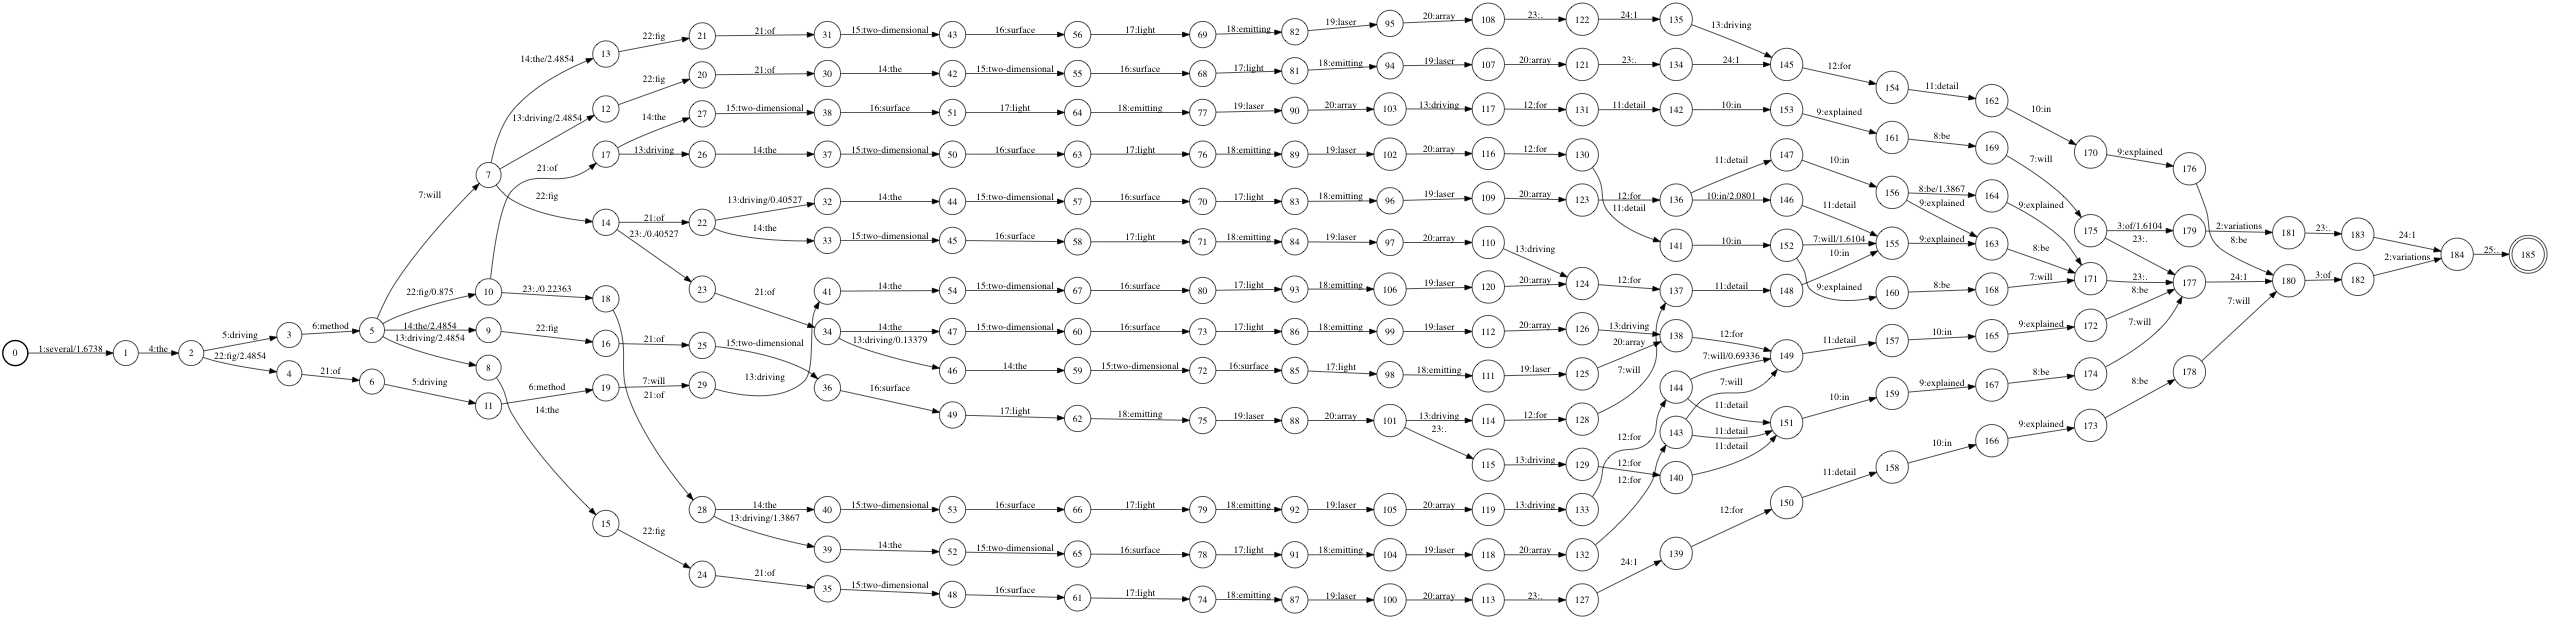 13 22:fig 21 21:of 31 15:two-dimensional 43 16:surface 56 17:light 69 18:emitting 82 19:laser 95 20:array 108 23:. 122 24:1 135 13:driving
14:the/2.4854
12 22:fig 20 21:of 30 14:the 42 15:two-dimensional 55 16:surface 68 17:light 81 18:emitting 94 19:laser 107 20:array 121 23:. 134 24:1 145 12:for 154 11:detail 162 10:in
13:driving/2.4854
14:the 27 15:two-dimensional 38 16:surface 51 17:light 64 18:emitting 77 19:laser 90 20:array 103 13:driving 117 12:for 131 11:detail 142 10:in 153 9:explained 161 8:be 169 7:will 170 9:explained 176
21:of 17 13:driving 26 14:the 37 15:two-dimensional 50 16:surface 63 17:light 76 18:emitting 89 19:laser 102 20:array 116 12:for 130 11:detail 147 10:in 156 8:be/1.3867 164 9:explained
7:will 7 22:fig 14 21:of 22 13:driving/0.40527 32 14:the 44 15:two-dimensional 57 16:surface 70 17:light 83 18:emitting 96 19:laser 109 20:array 123 12:for 136 10:in/2.0801 146 11:detail 9:explained
11:detail
23:./0.40527 14:the 33 15:two-dimensional 45 16:surface 58 17:light 71 18:emitting 84 19:laser 97 20:array 110 13:driving 141 10:in 152 7:will/1.6104 155 9:explained 163 8:be 175 3:of/1.6104 179 2:variations 181 23:. 183 24:1
23:. 8:be
10:in
22:fig/0.875 10 23:./0.22363 18 23 21:of 41 14:the 54 15:two-dimensional 67 16:surface 80 17:light 93 18:emitting 106 19:laser 120 20:array 124 12:for 137 11:detail 148 9:explained 160 8:be 168 7:will 171 23:. 177 24:1 180 3:of 182 2:variations 184 25:. 185
8:be
0 1:several/1.6738 1 4:the 2 5:driving 3 6:method 5 14:the/2.4854 9 22:fig 16 21:of 25 15:two-dimensional 34 14:the 47 15:two-dimensional 60 16:surface 73 17:light 86 18:emitting 99 19:laser 112 20:array 126 13:driving 138 12:for 149 11:detail 157 10:in 165 9:explained 172 7:will
13:driving/2.4854 8 13:driving/0.13379 20:array
22:fig/2.4854 4 21:of 6 5:driving 11 6:method 19 7:will 29 13:driving 36 16:surface 46 14:the 59 15:two-dimensional 72 16:surface 85 17:light 98 18:emitting 111 19:laser 125 7:will 144 7:will/0.69336 7:will
14:the 21:of
49 17:light 62 18:emitting 75 19:laser 88 20:array 101 13:driving 114 12:for 128 11:detail 151 10:in 159 9:explained 167 8:be 174 7:will 178
23:. 115 13:driving 129 12:for 12:for 143 11:detail 11:detail 140 12:for
28 14:the 40 15:two-dimensional 53 16:surface 66 17:light 79 18:emitting 92 19:laser 105 20:array 119 13:driving 133 12:for 150 11:detail 158 10:in 166 9:explained 173 8:be
15 22:fig 13:driving/1.3867 39 14:the 52 15:two-dimensional 65 16:surface 78 17:light 91 18:emitting 104 19:laser 118 20:array 132 139
24 21:of 35 15:two-dimensional 48 16:surface 61 17:light 74 18:emitting 87 19:laser 100 20:array 113 23:. 127 24:1